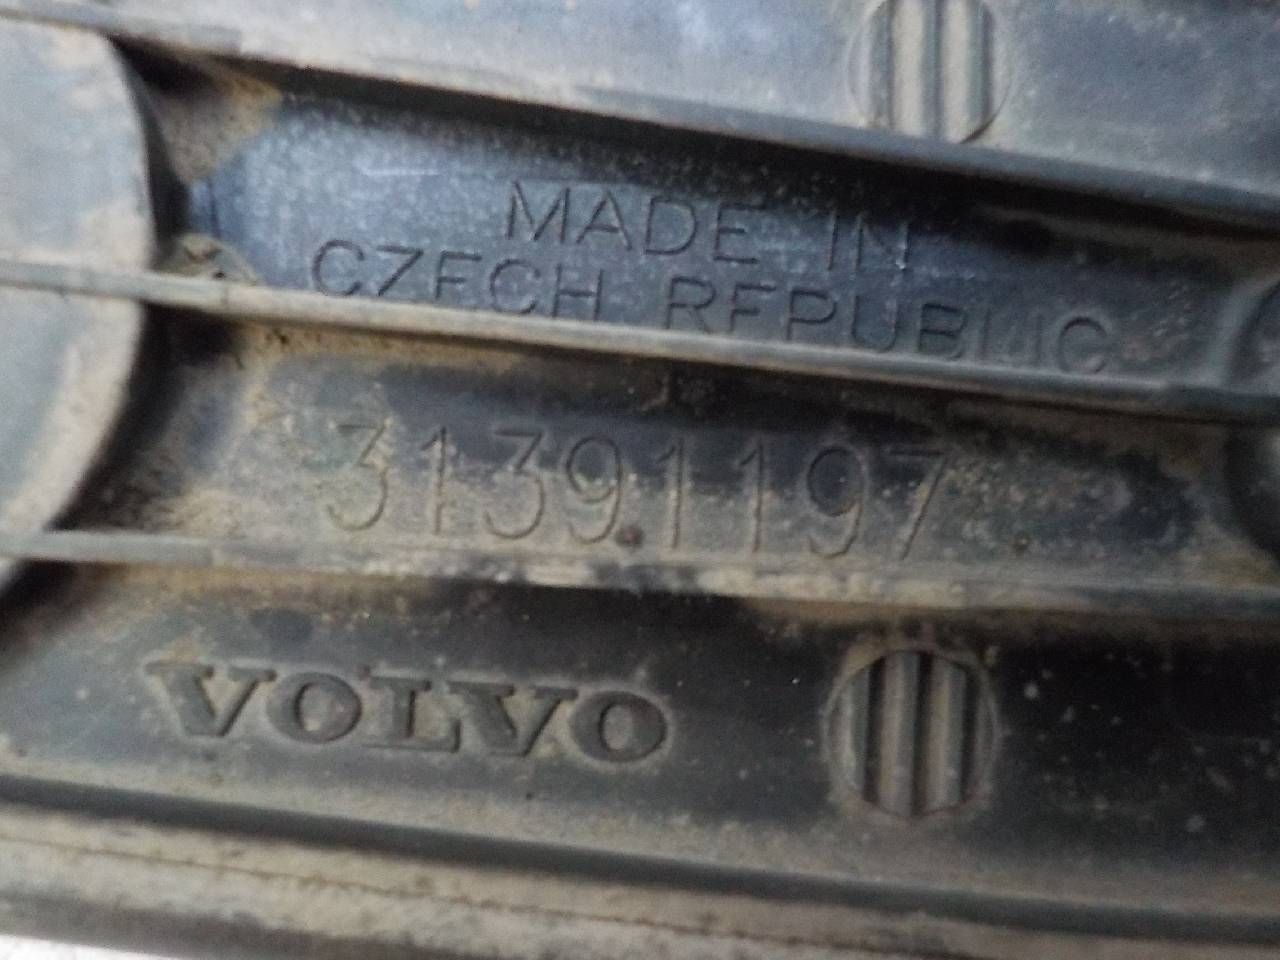 MADE IN
CZECH REPUBLIC
31391197
VOLVO